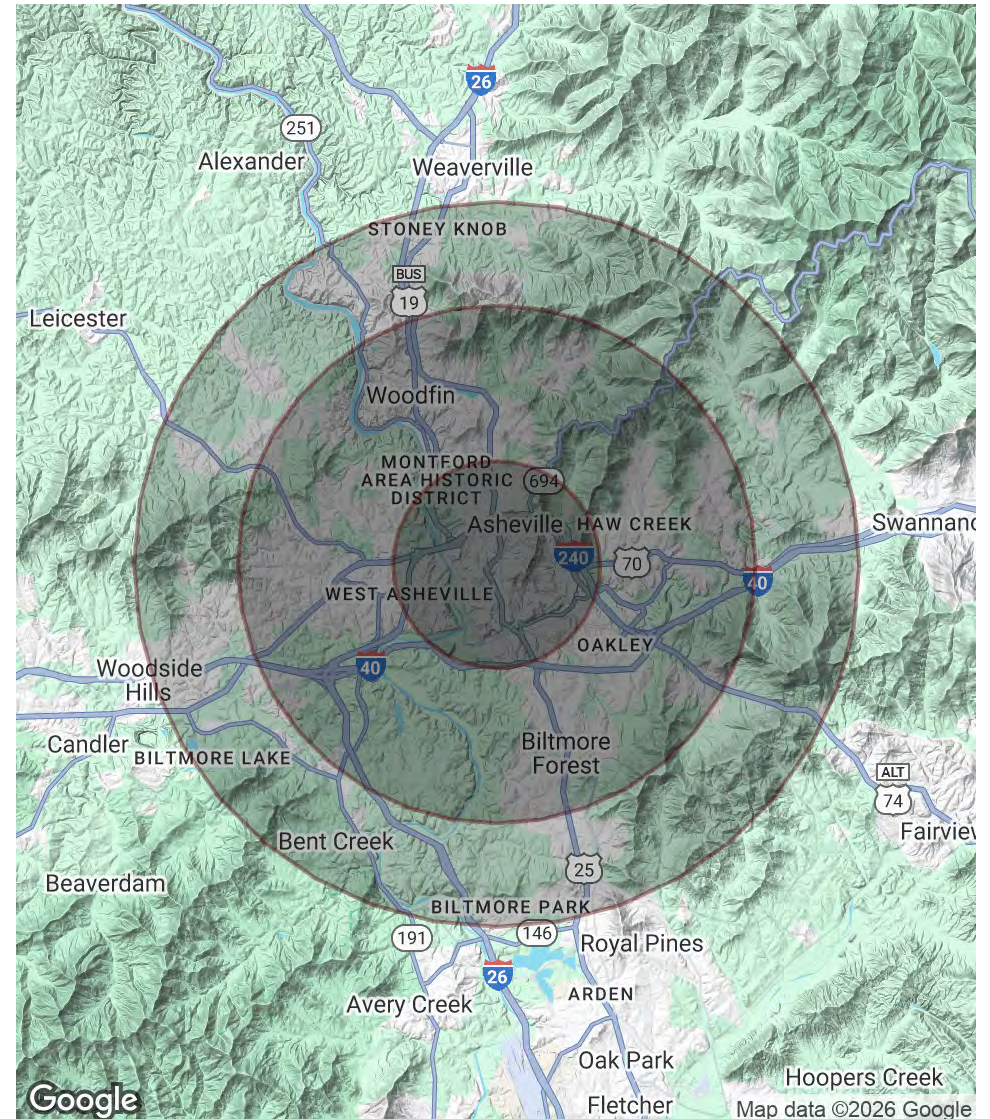 26
251
Alexander
Weaverville
STONEY KNOB
BUS
19
Leicester
Woodfin
MONTFORD
AREA HISTORIC
DISTRICT
694
Asheville
HAW CREEK
Swannano
240
70
40
WEST ASHEVILLE
OAKLEY
40
Woodside
Hills
Candler
BILTMORE LAKE
Biltmore
Forest
ALT
74
Fairview
Bent Creek
25
Beaverdam
BILTMORE PARK
191
146
Royal Pines
26
ARDEN
Avery Creek
Oak Park
Hoopers Creek
Fletcher
Google
Map data ©2026 Google